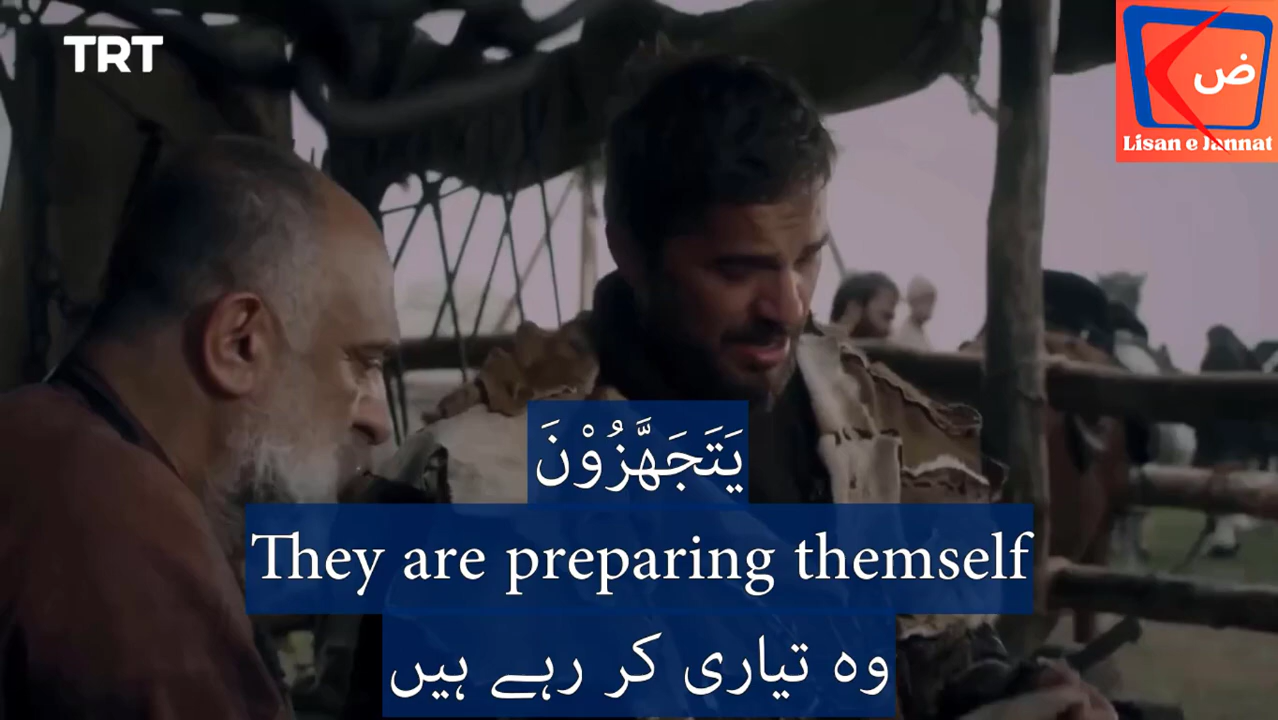 TRT
ض
Lisan e Jannat
يَتَجَهَّزُوْنَ
They are preparing themself
وہ تیاری کر رہے ہیں